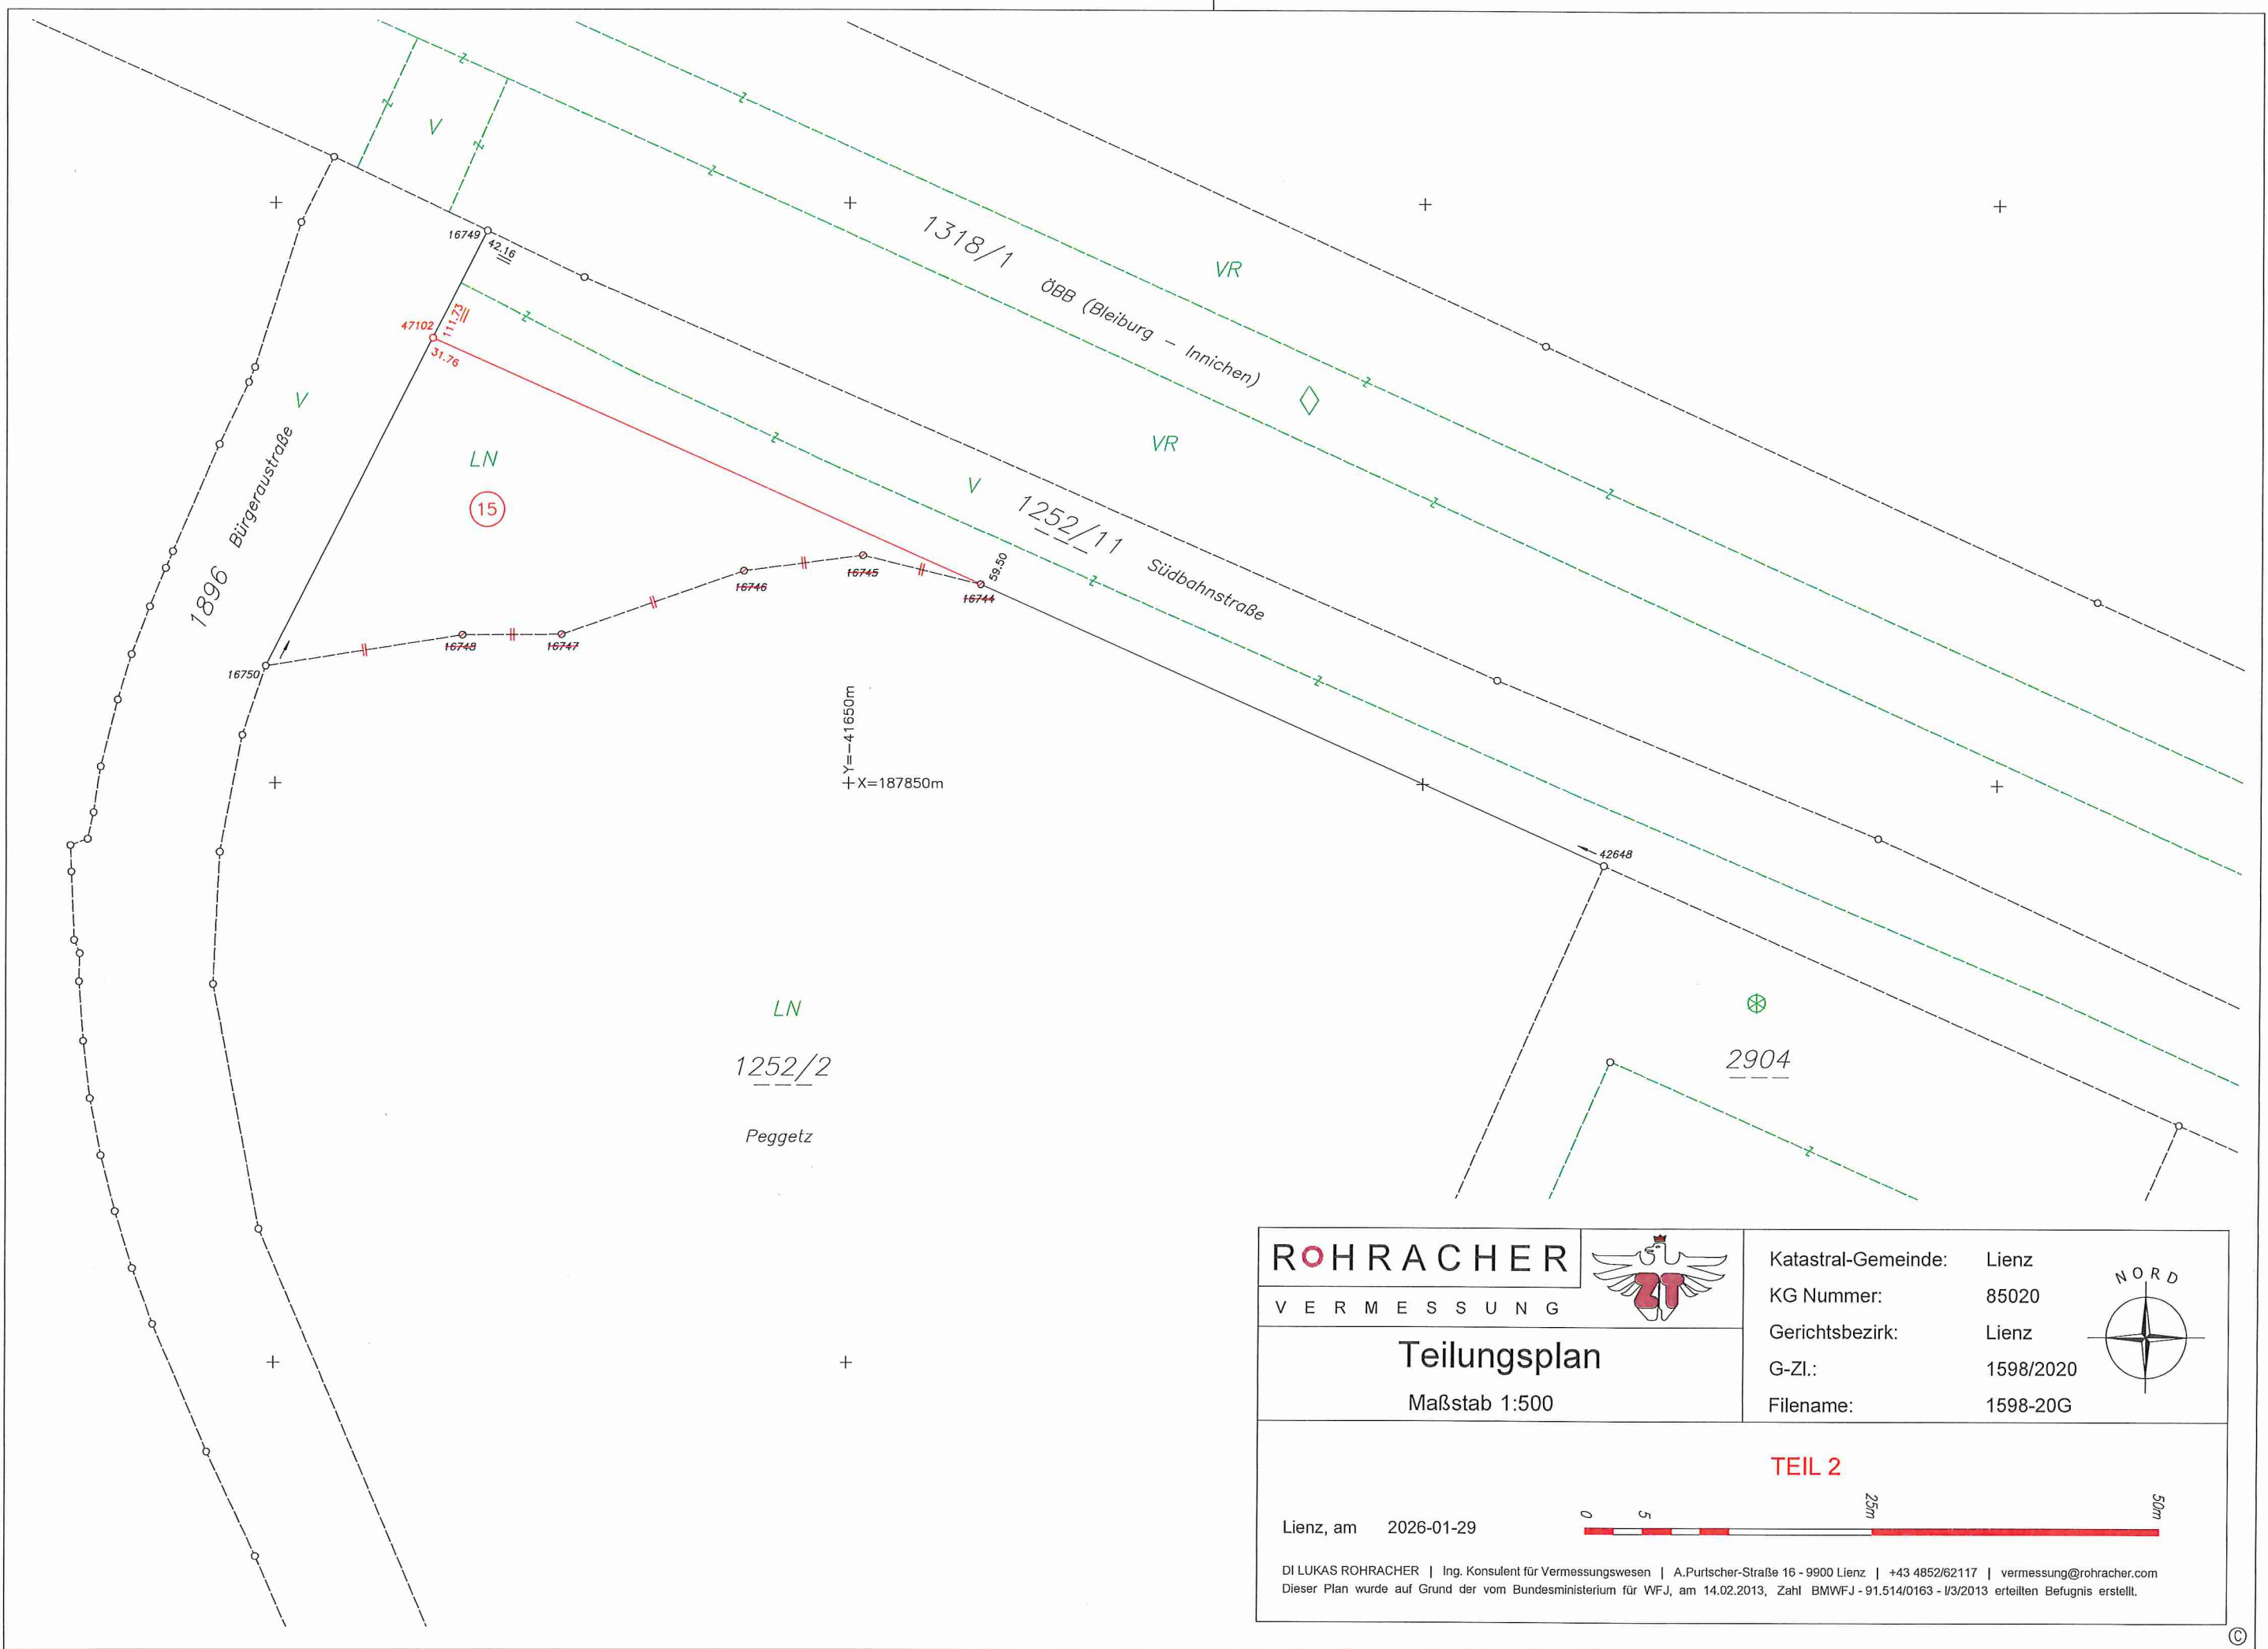 V
16749
42.16
1318/1
ÖBB (Bleiburg - Innichen)
VR
47102
111.73
31.76
V
1896 Bürgeraustraße
LN
15
VR
V
1252/11
Südbahnstraße
16746
16745
59.50
16744
16748
16747
16750
Y=-41650m
X=187850m
42648
LN
1252/2
Peggetz
2904
ROHRACHER
VERMESSUNG
ZT
Teilungsplan
Maßstab 1:500
Katastral-Gemeinde: Lienz
KG Nummer: 85020
Gerichtsbezirk: Lienz
G-Zl.: 1598/2020
Filename: 1598-20G
NORD
TEIL 2
0 5 25m 50m
Lienz, am 2026-01-29
DI LUKAS ROHRACHER | Ing. Konsulent für Vermessungswesen | A.Purtscher-Straße 16 - 9900 Lienz | +43 4852/62117 | vermessung@rohracher.com
Dieser Plan wurde auf Grund der vom Bundesministerium für WFJ, am 14.02.2013, Zahl BMWFJ - 91.514/0163 - I/3/2013 erteilten Befugnis erstellt.
©